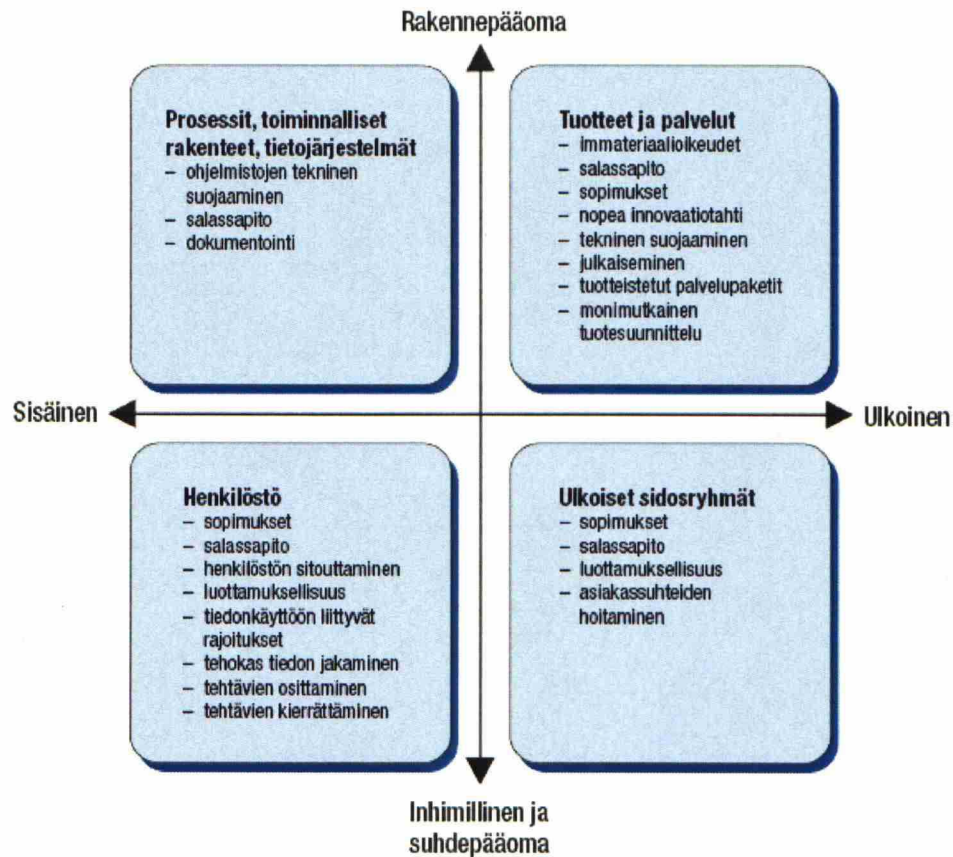 Rakennepääoma
Prosessit, toiminnalliset
rakenteet, tietojärjestelmät
– ohjelmistojen tekninen
suojaaminen
– salassapito
– dokumentointi
Tuotteet ja palvelut
– immateriaalioikeudet
– salassapito
– sopimukset
– nopea innovaatiotahti
– tekninen suojaaminen
– julkaiseminen
– tuotteistetut palvelupaketit
– monimutkainen
tuotesuunnittelu
Sisäinen
Ulkoinen
Henkilöstö
– sopimukset
– salassapito
– henkilöstön sitouttaminen
– luottamuksellisuus
– tiedonkäyttöön liittyvät
rajoitukset
– tehokas tiedon jakaminen
– tehtävien osittaminen
– tehtävien kierrättäminen
Ulkoiset sidosryhmät
– sopimukset
– salassapito
– luottamuksellisuus
– asiakassuhteiden
hoitaminen
Inhimillinen ja
suhdepääoma